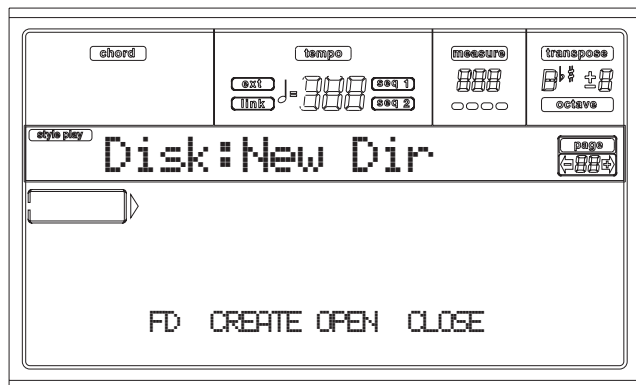 chord tempo measure transpose
ext seq 1
link seq 2
octave
style play
Disk:New Dir
page
FD CREATE OPEN CLOSE